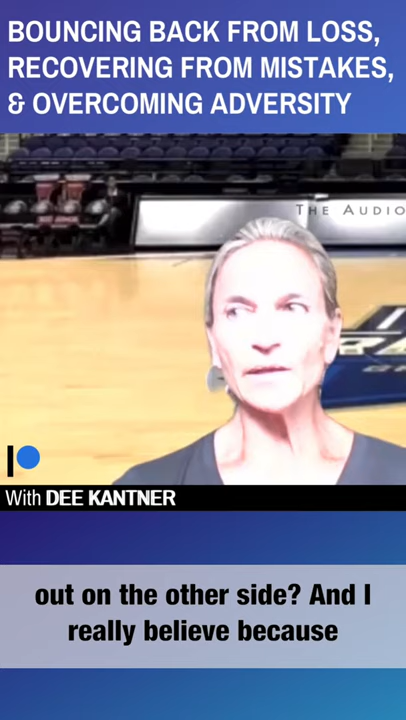 BOUNCING BACK FROM LOSS,
RECOVERING FROM MISTAKES,
& OVERCOMING ADVERSITY
THE AUDIO
With DEE KANTNER
out on the other side? And I
really believe because